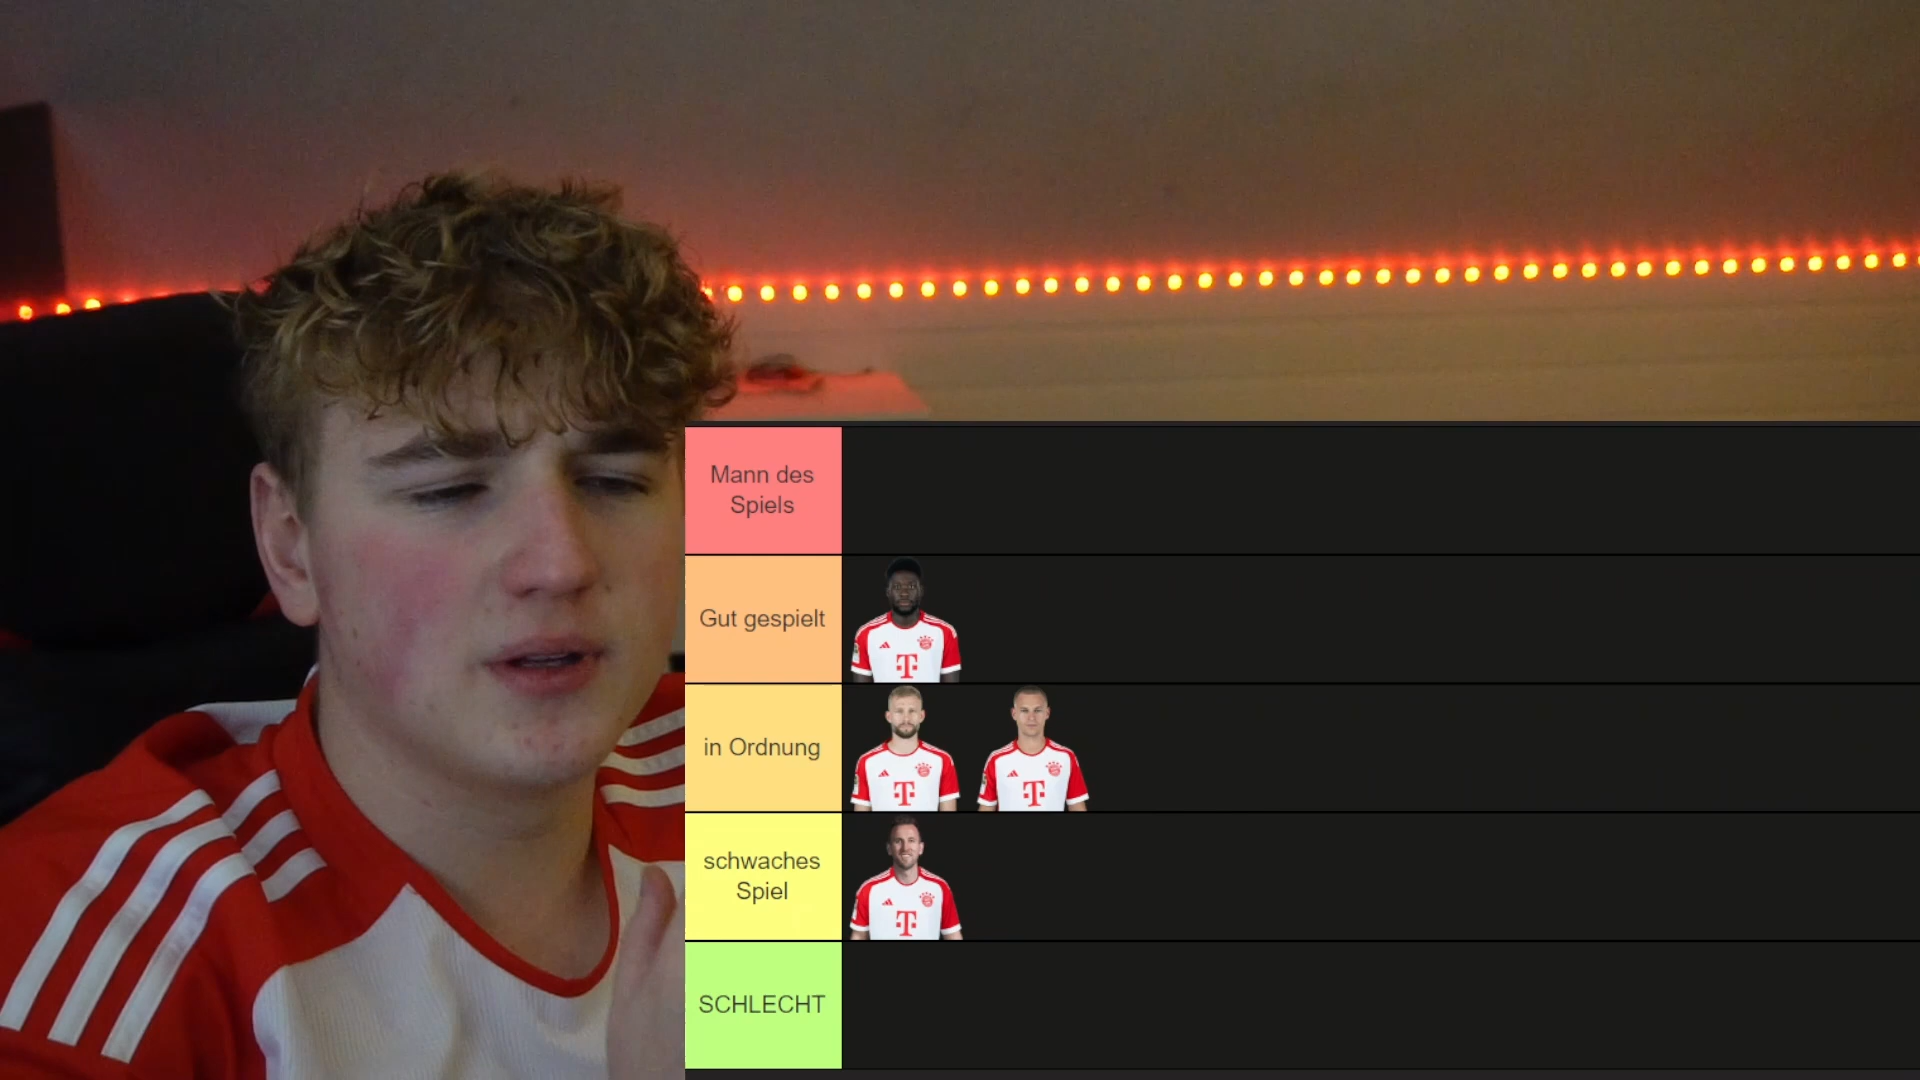 Mann des
Spiels
Gut gespielt
T
in Ordnung
T
T
schwaches
Spiel
T
SCHLECHT